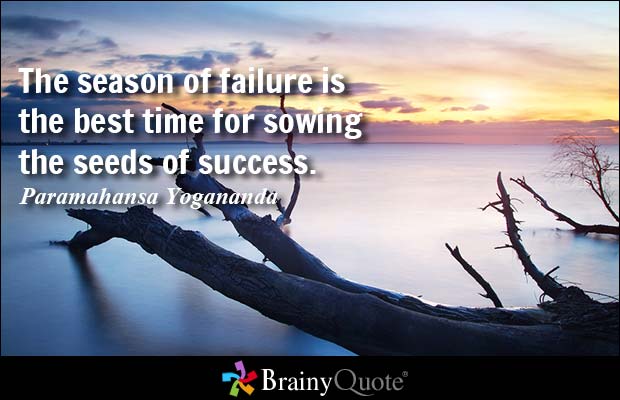 The season of failure is
the best time for sowing
the seeds of success.
Paramahansa Yogananda
BrainyQuote®